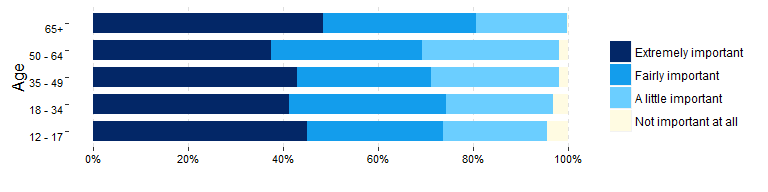 Age
65+
50 - 64
35 - 49
18 - 34
12 - 17
0%
20%
40%
60%
80%
100%
Extremely important
Fairly important
A little important
Not important at all